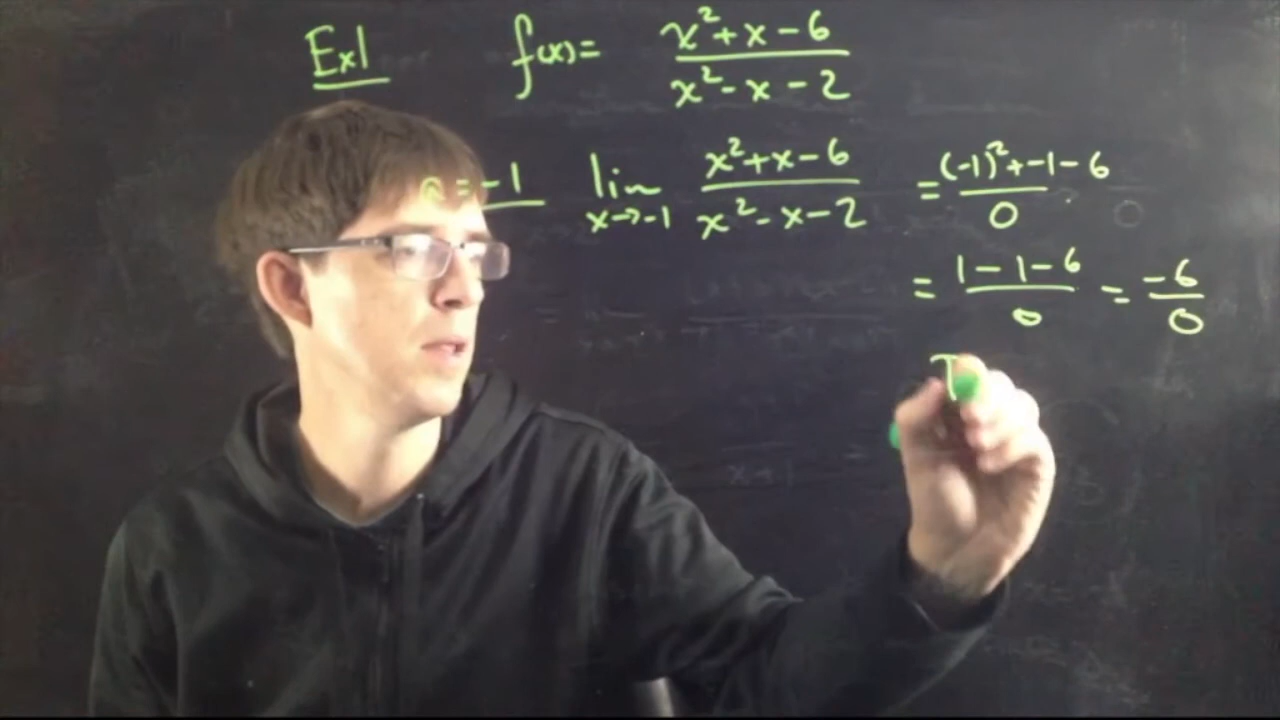 Ex1 f(x) = x²+x-6 / x²-x-2
a = -1 lim x→-1 x²+x-6 / x²-x-2 = (-1)²+-1-6 / 0
= 1-1-6 / 0 = -6 / 0